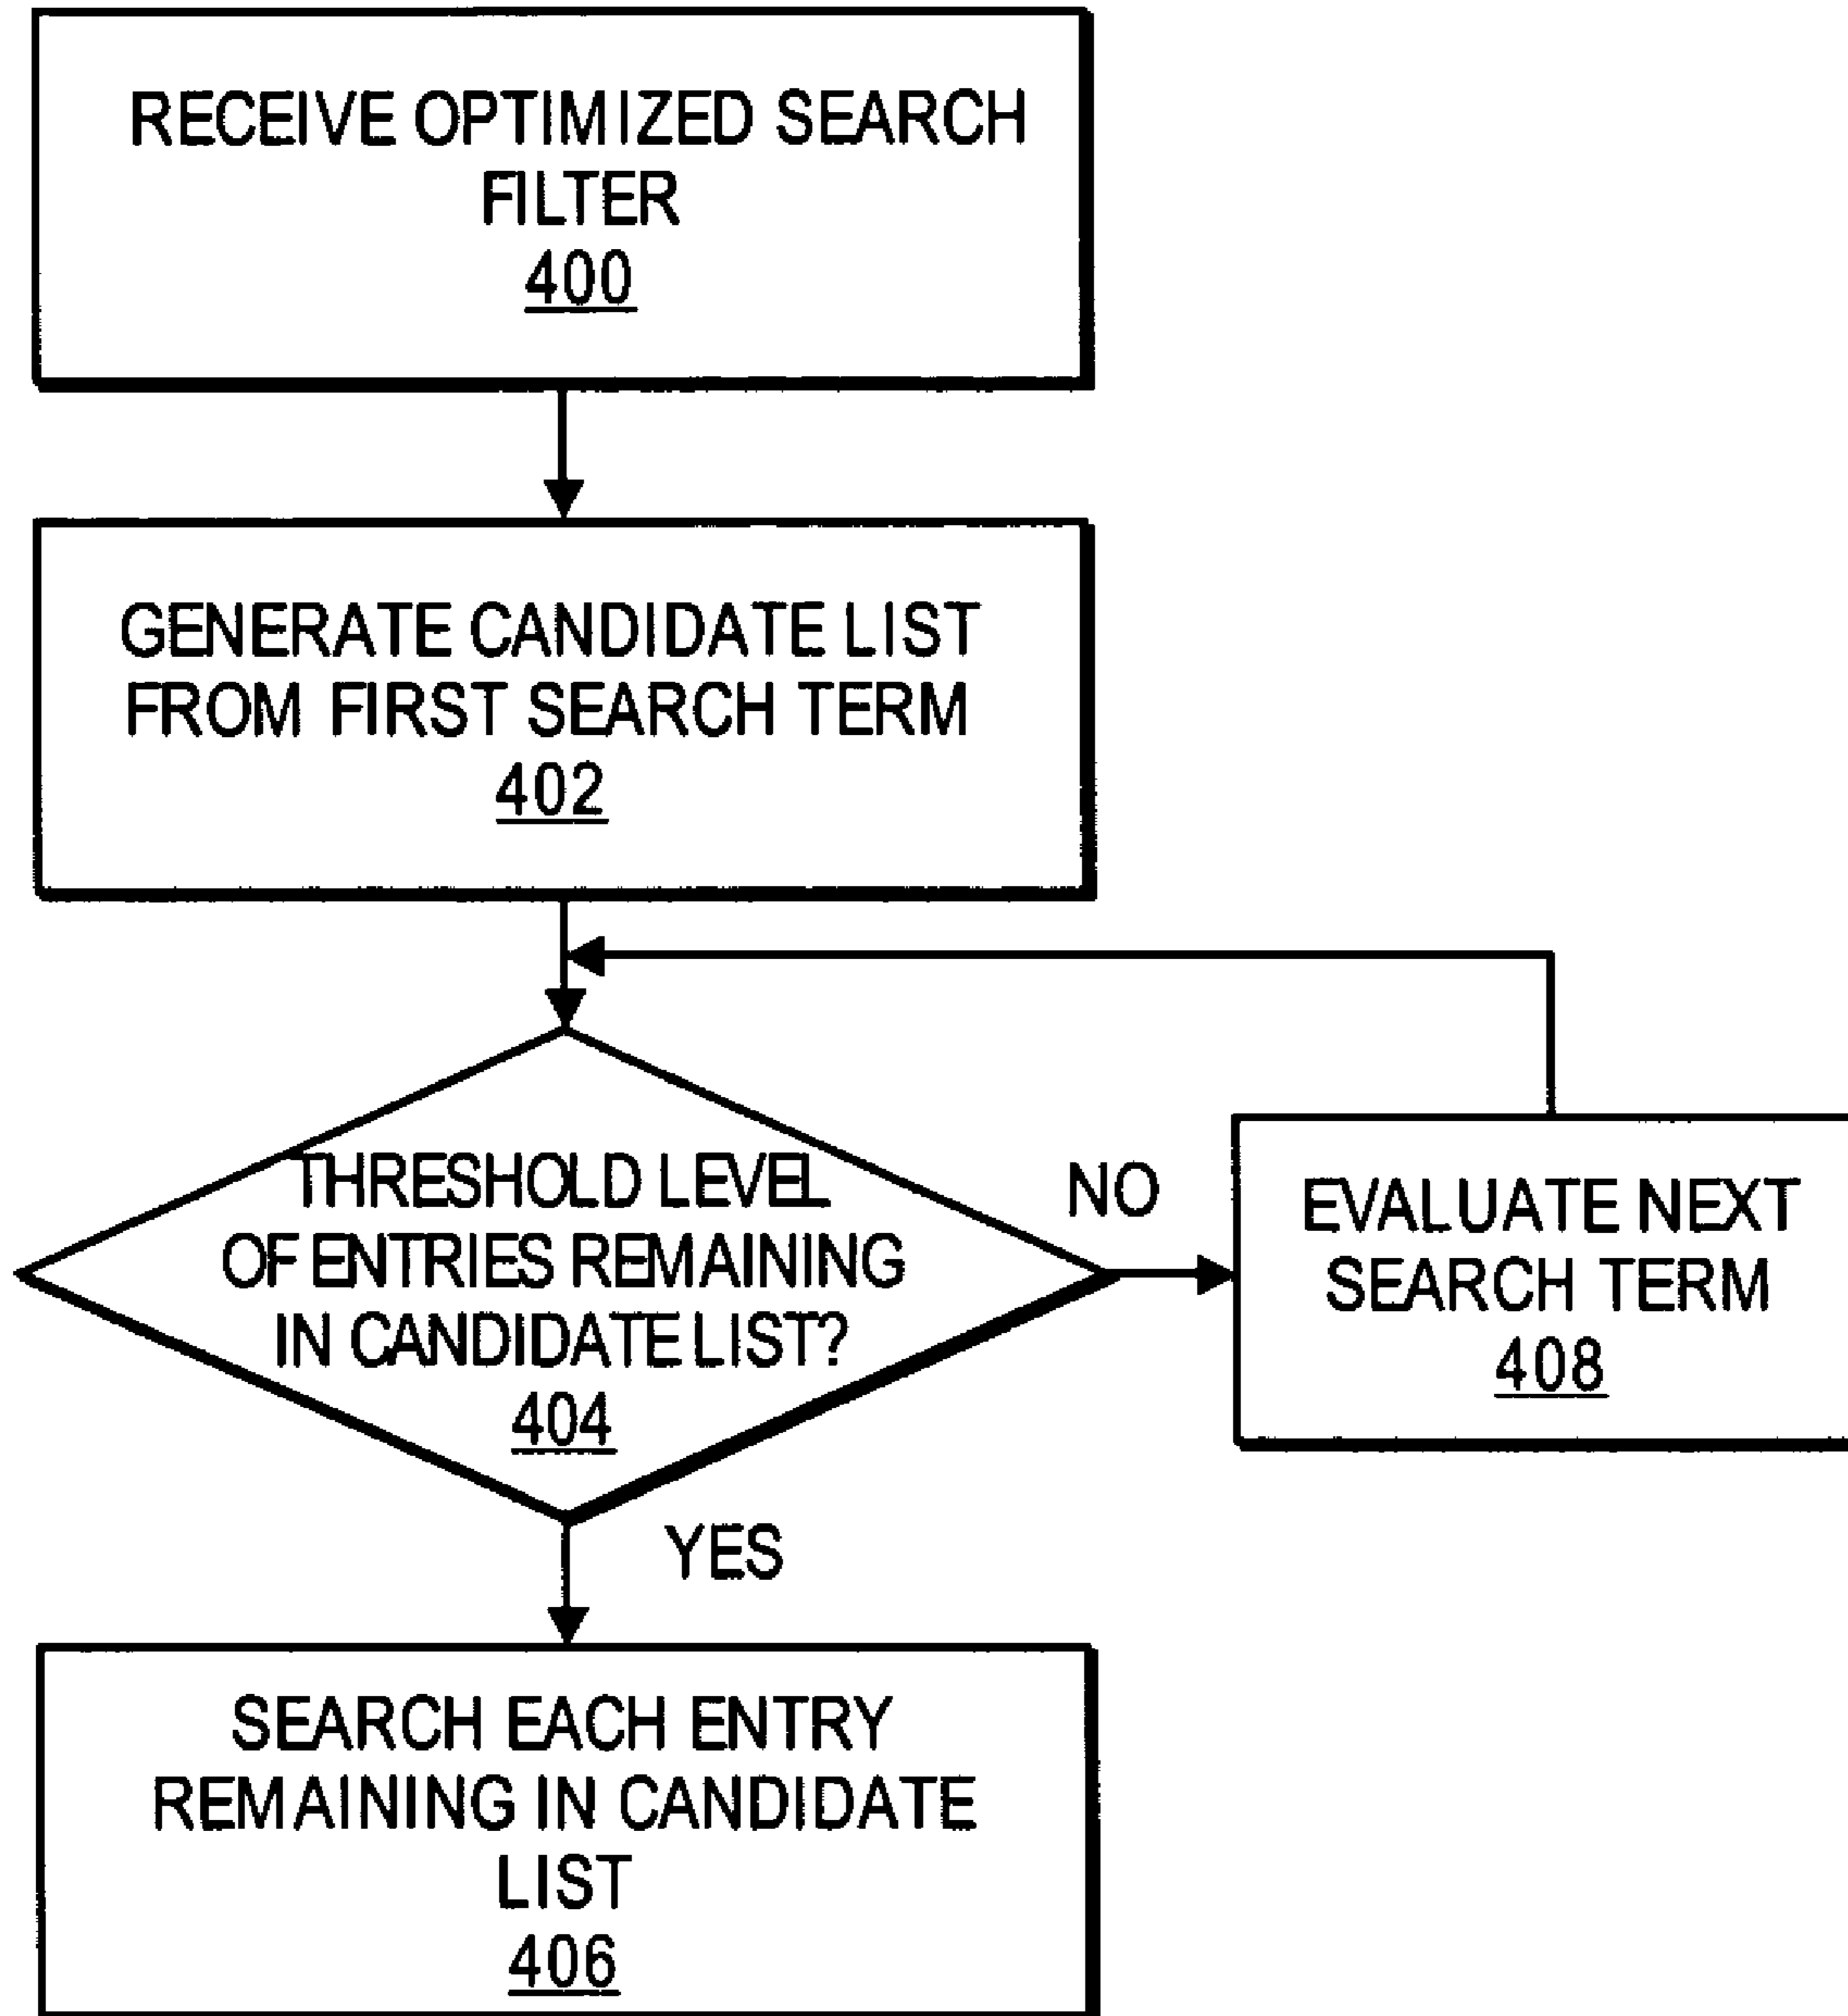 RECEIVE OPTIMIZED SEARCH
FILTER
400
GENERATE CANDIDATE LIST
FROM FIRST SEARCH TERM
402
THRESHOLD LEVEL
OF ENTRIES REMAINING
IN CANDIDATE LIST?
404
NO
EVALUATE NEXT
SEARCH TERM
408
YES
SEARCH EACH ENTRY
REMAINING IN CANDIDATE
LIST
406